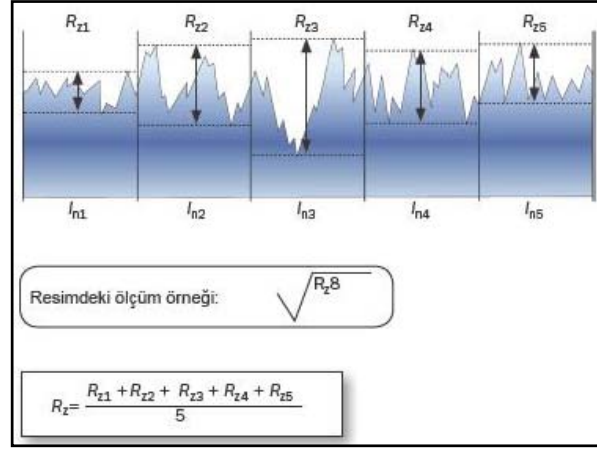 Rz1 Rz2 Rz3 Rz4 Rz5
ln1 ln2 ln3 ln4 ln5
Resimdeki ölçüm örneği: √Rz8
Rz= Rz1 +Rz2 + Rz3 + Rz4 + Rz5
5